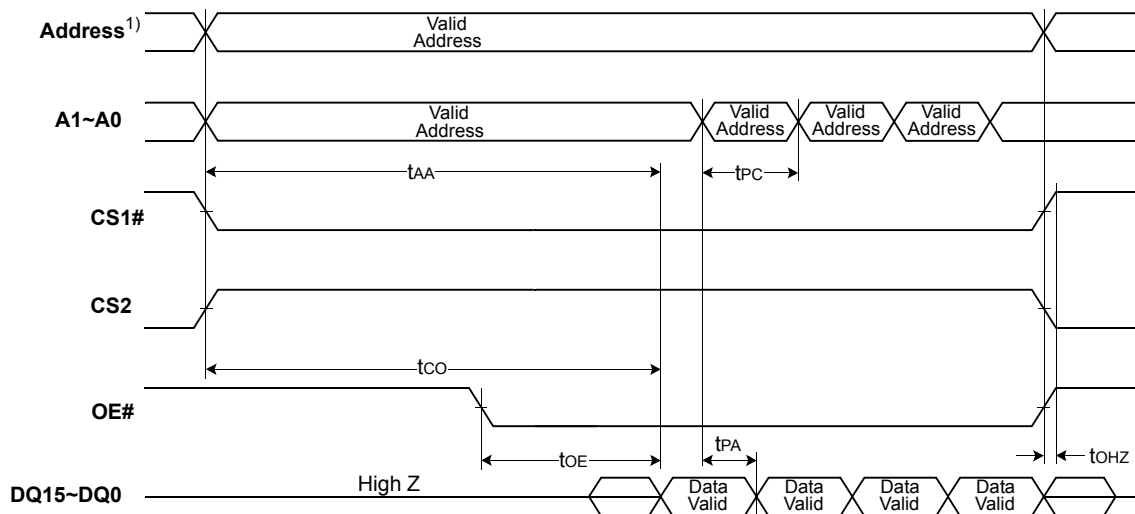 Address1)
Valid
Address
A1~A0
Valid
Address
Valid
Address
Valid
Address
Valid
Address
tAA
tPC
CS1#
CS2
tCO
OE#
tOE
tPA
tOHZ
DQ15~DQ0
High Z
Data
Valid
Data
Valid
Data
Valid
Data
Valid